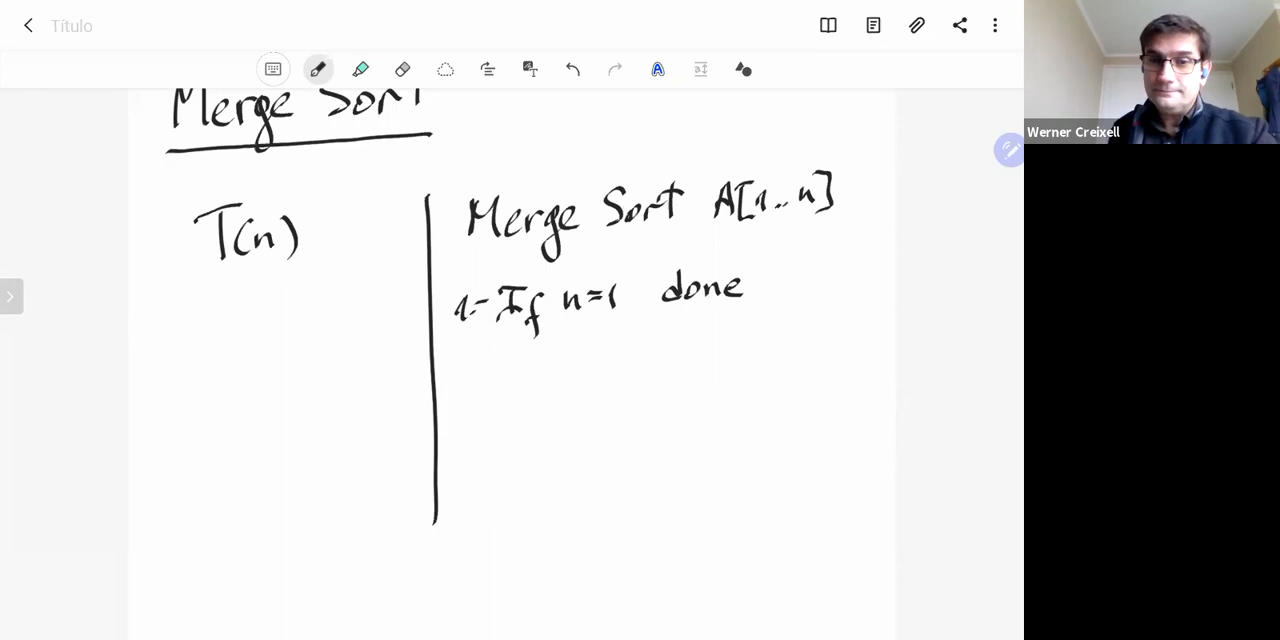 Título
Merge Sort
T(n)
Merge Sort A[1..n]
1- If n=1 done
Werner Creixell